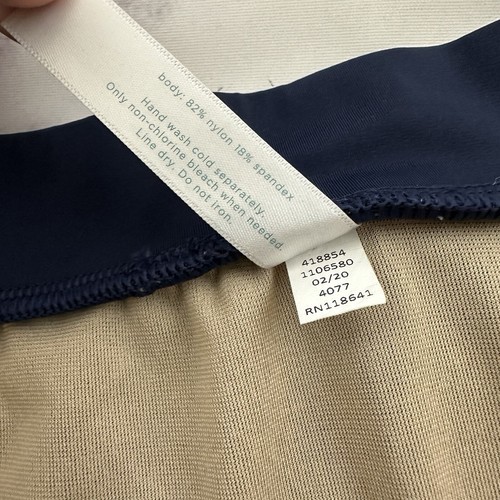 body: 82% nylon 18% spandex
Hand wash cold separately.
Only non-chlorine bleach when needed.
Line dry. Do not iron.
418854
1106580
02/20
4077
RN118641